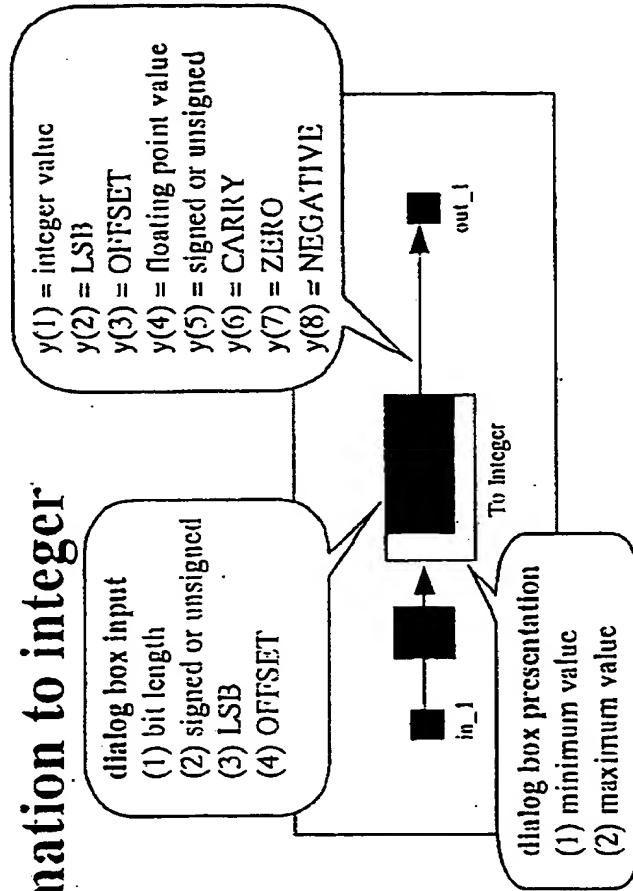 mation to integer
dialog box input
(1) bit length
(2) signed or unsigned
(3) LSB
(4) OFFSET
y(1) = integer value
y(2) = LSB
y(3) = OFFSET
y(4) = floating point value
y(5) = signed or unsigned
y(6) = CARRY
y(7) = ZERO
y(8) = NEGATIVE
in_1
To Integer
out_1
dialog box presentation
(1) minimum value
(2) maximum value